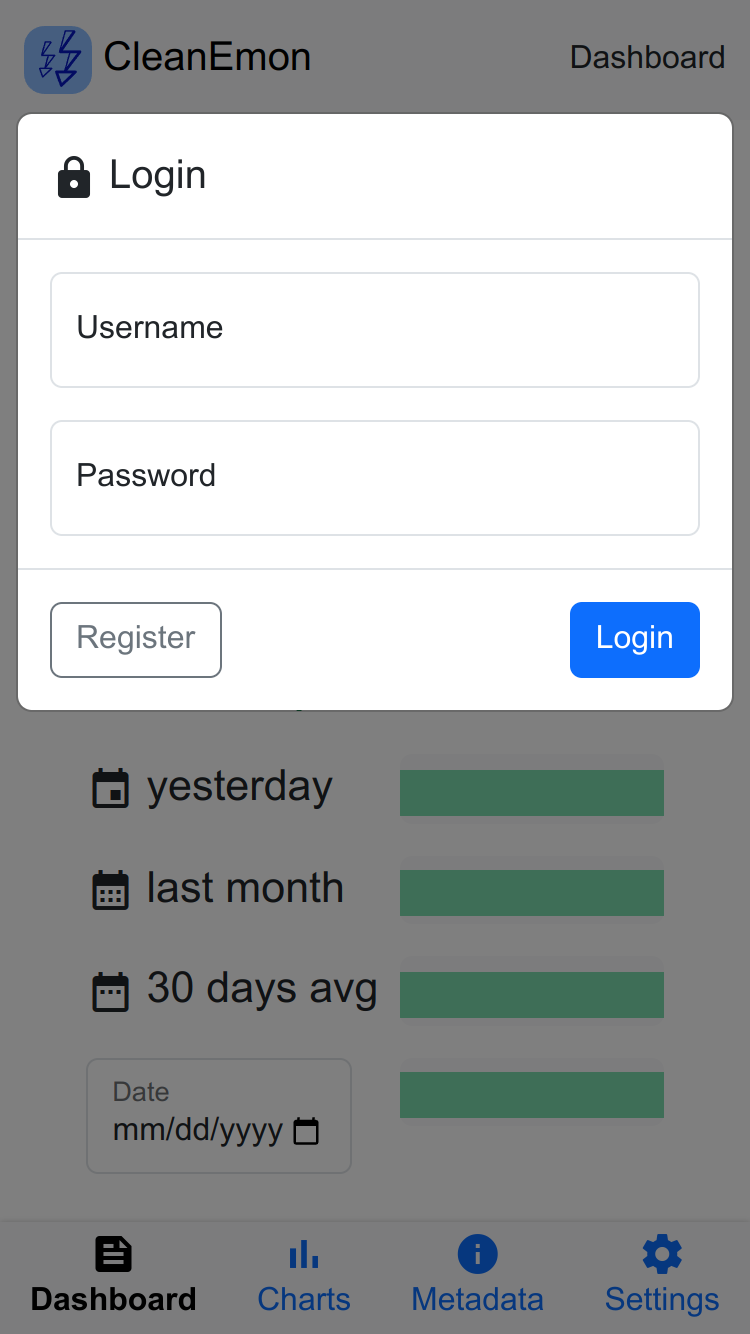 CleanEmon
Dashboard
Login
Username
Password
Register
Login
yesterday
last month
30 days avg
Date
mm/dd/yyyy
Dashboard
Charts
Metadata
Settings